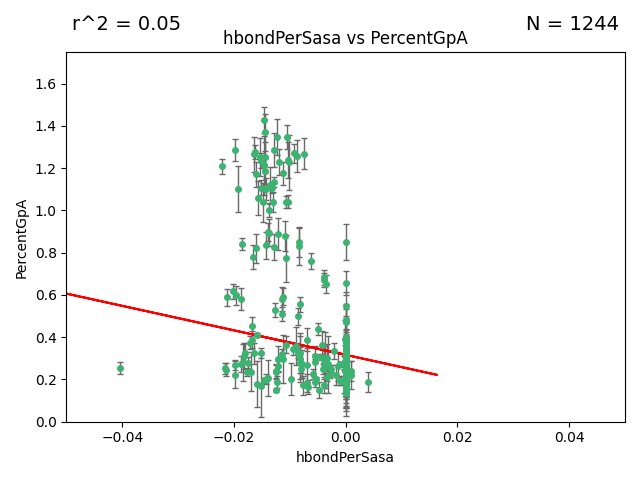 r^2 = 0.05
N = 1244
hbondPerSasa vs PercentGpA
PercentGpA
1.6
1.4
1.2
1.0
0.8
0.6
0.4
0.2
0.0
−0.04
−0.02
0.00
0.02
0.04
hbondPerSasa